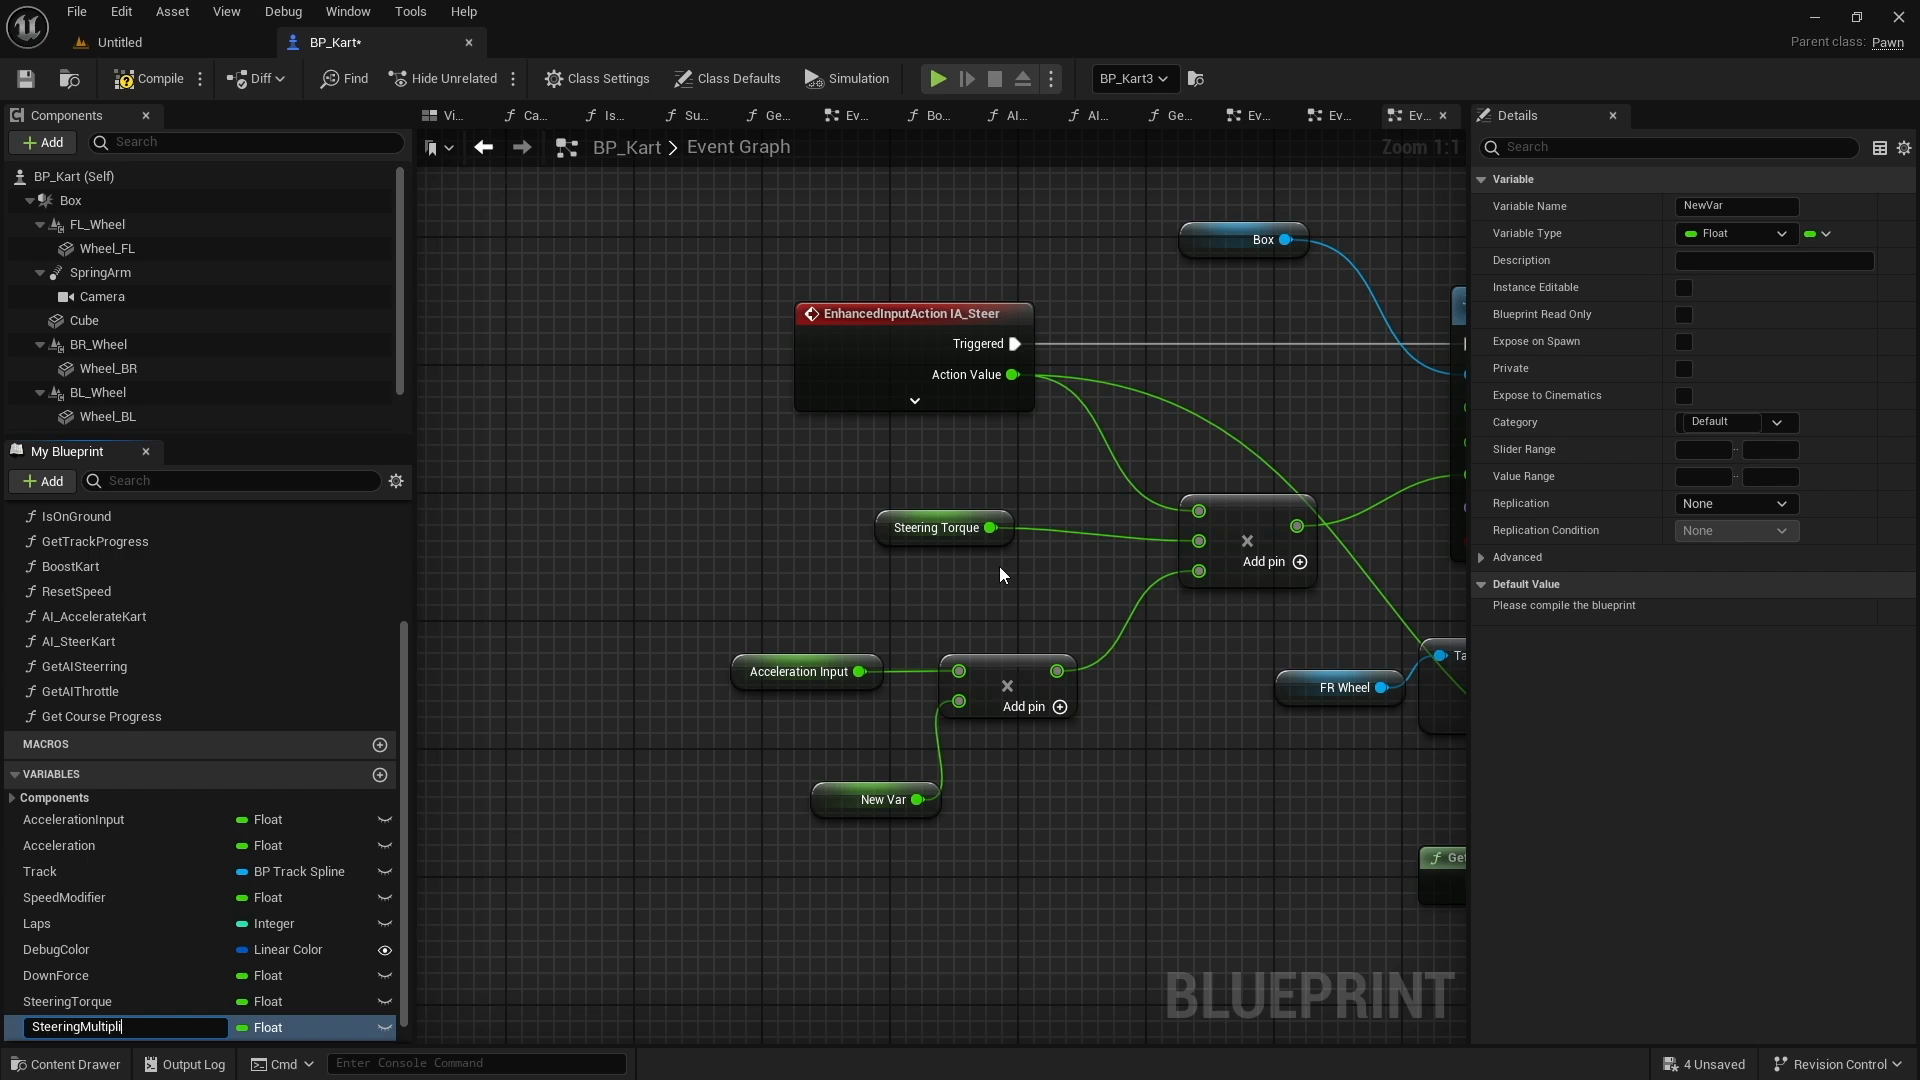 File Edit Asset View Debug Window Tools Help
Untitled
BP_Kart*
Parent class: Pawn
Compile
Diff
Find
Hide Unrelated
Class Settings
Class Defaults
Simulation
BP_Kart3
Components
Add
Search
BP_Kart (Self)
Box
FL_Wheel
Wheel_FL
SpringArm
Camera
Cube
BR_Wheel
Wheel_BR
BL_Wheel
Wheel_BL
My Blueprint
Add
Search
IsOnGround
GetTrackProgress
BoostKart
ResetSpeed
AI_AccelerateKart
AI_SteerKart
GetAISteerring
GetAIThrottle
Get Course Progress
MACROS
VARIABLES
Components
AccelerationInput Float
Acceleration Float
Track BP Track Spline
SpeedModifier Float
Laps Integer
DebugColor Linear Color
DownForce Float
SteeringTorque Float
SteeringMultipli Float
Vi... Ca... Is... Su... Ge... Ev... Bo... AI... AI... Ge... Ev... Ev... Ev...
BP_Kart > Event Graph
Zoom 1:1
Box
EnhancedInputAction IA_Steer
Triggered
Action Value
Steering Torque
Add pin
Acceleration Input
Add pin
New Var
FR Wheel
Ta
Get
BLUEPRINT
Details
Search
Variable
Variable Name NewVar
Variable Type Float
Description
Instance Editable
Blueprint Read Only
Expose on Spawn
Private
Expose to Cinematics
Category Default
Slider Range
Value Range
Replication None
Replication Condition None
Advanced
Default Value
Please compile the blueprint
Content Drawer
Output Log
Cmd
Enter Console Command
4 Unsaved
Revision Control